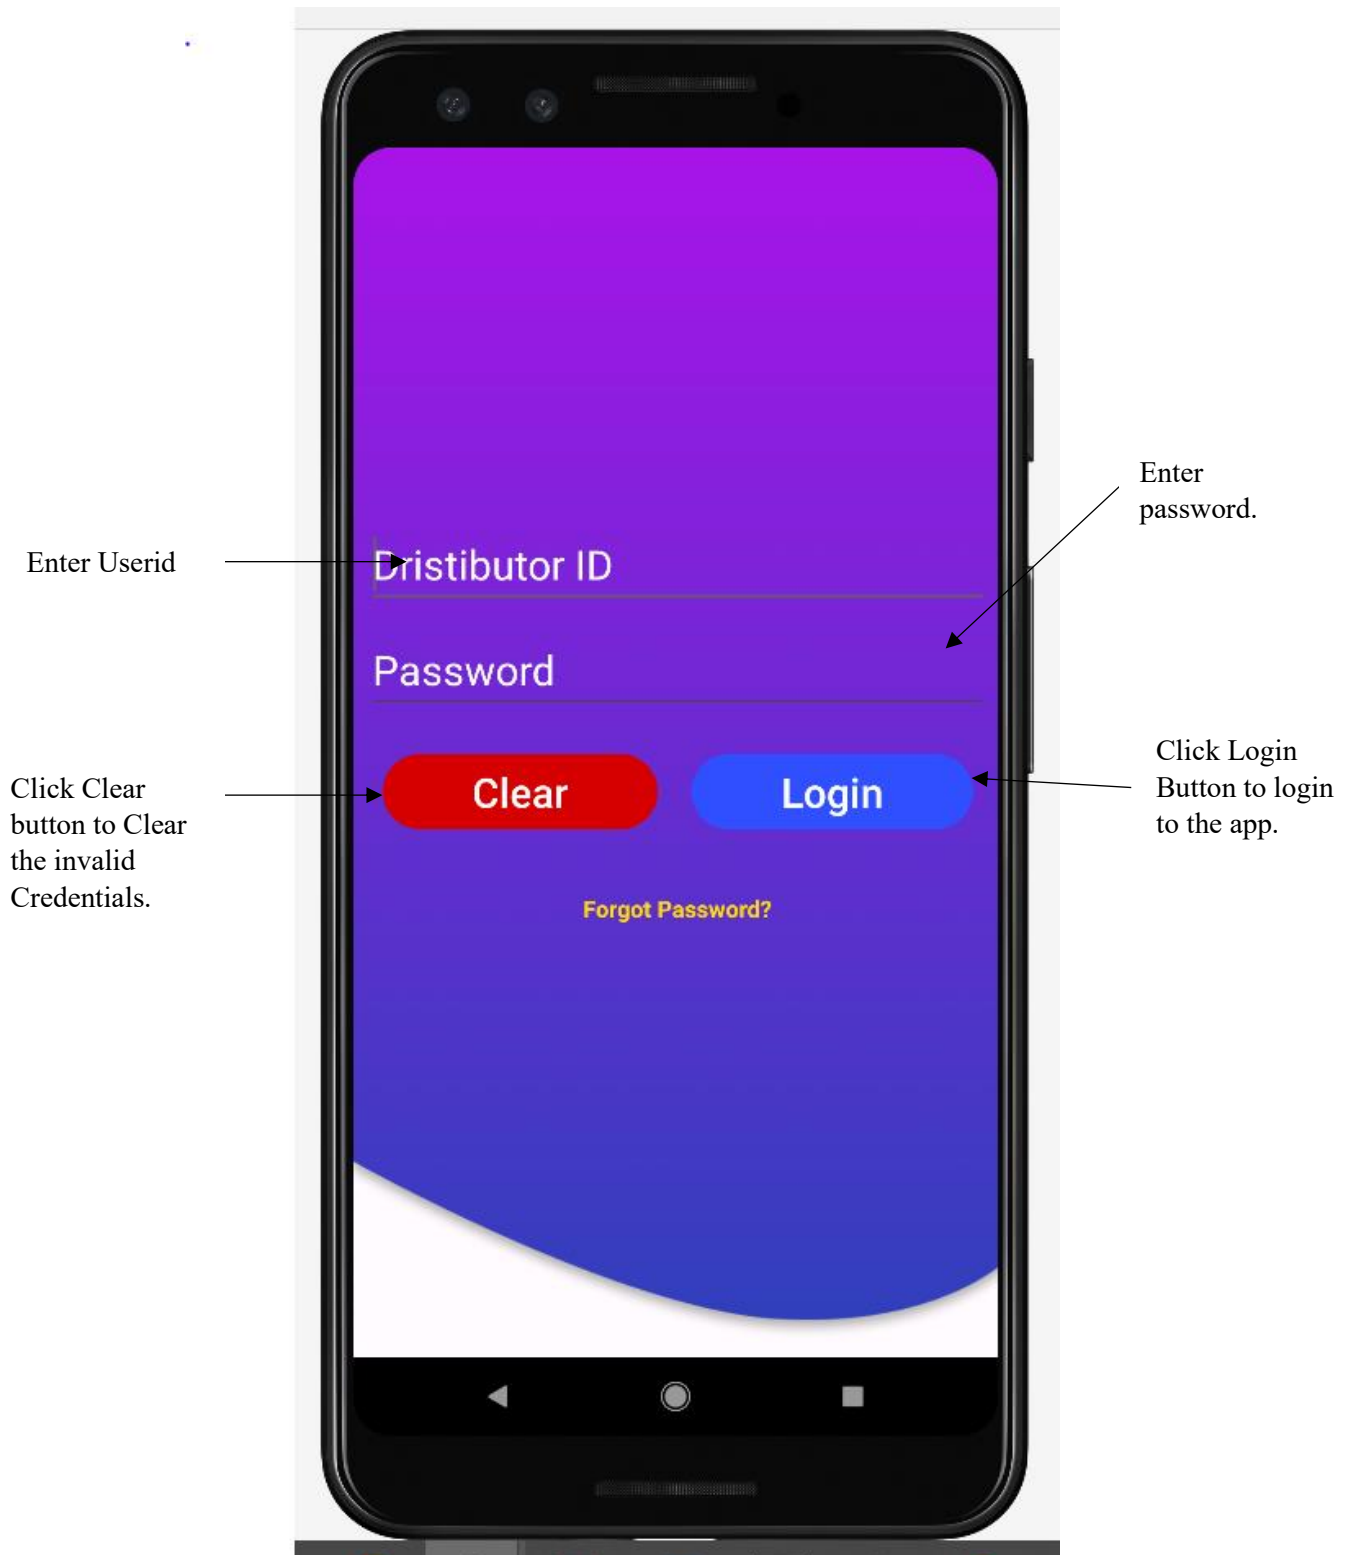 Enter
password.
Enter Userid
Dristibutor ID
Password
Click Clear
button to Clear
the invalid
Credentials.
Clear
Login
Click Login
Button to login
to the app.
Forgot Password?